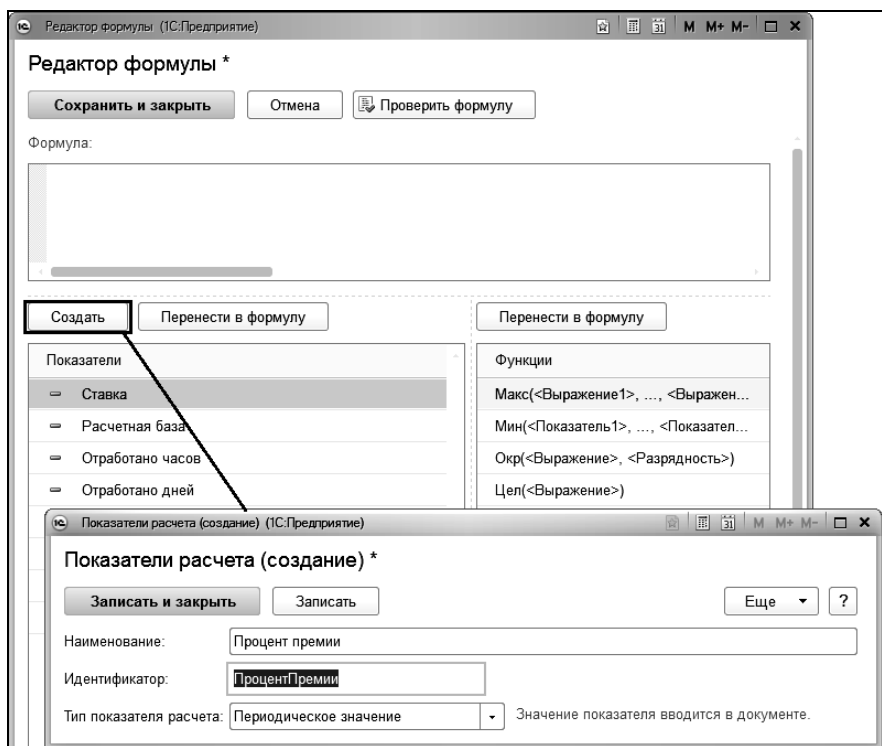 Редактор формулы (1С:Предприятие) 31 M M+ M-
Редактор формулы *
Сохранить и закрыть Отмена Проверить формулу
Формула:
Создать Перенести в формулу Перенести в формулу
Показатели Функции
Ставка Макс(<Выражение1>, ..., <Выражен...
Расчетная база Мин(<Показатель1>, ..., <Показател...
Отработано часов Окр(<Выражение>, <Разрядность>)
Отработано дней Цел(<Выражение>)
Показатели расчета (создание) (1С:Предприятие) 31 M M+ M-
Показатели расчета (создание) *
Записать и закрыть Записать Еще ?
Наименование: Процент премии
Идентификатор: ПроцентПремии
Тип показателя расчета: Периодическое значение Значение показателя вводится в документе.